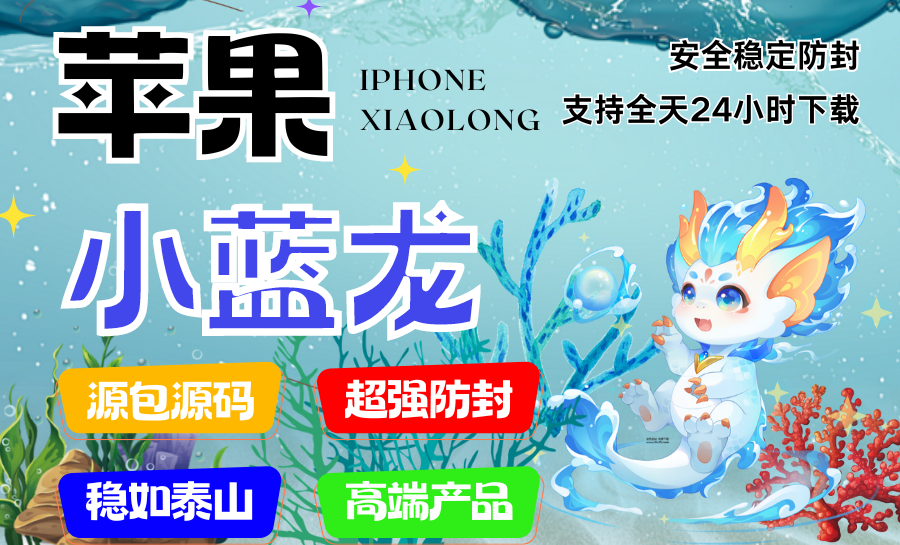 苹果
IPHONE
XIAOLONG
安全稳定防封
支持全天24小时下载
小蓝龙
源包源码
超强防封
稳如泰山
高端产品